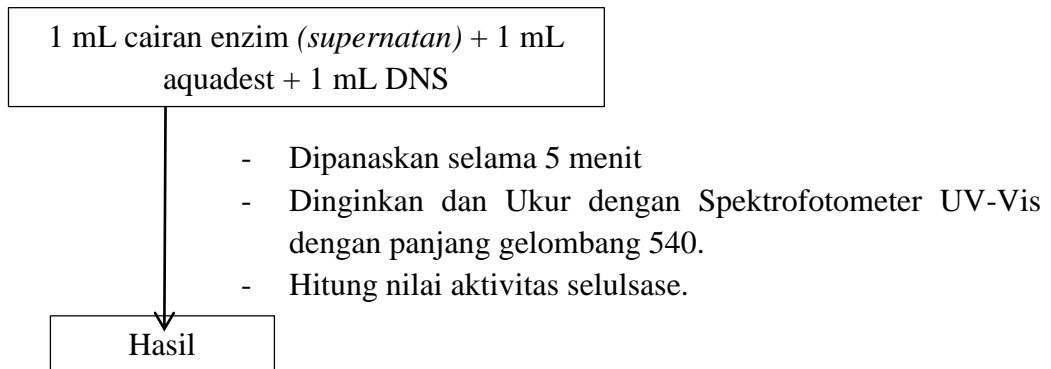 1 mL cairan enzim (supernatan) + 1 mL
aquadest + 1 mL DNS
- Dipanaskan selama 5 menit
- Dinginkan dan Ukur dengan Spektrofotometer UV-Vis
dengan panjang gelombang 540.
- Hitung nilai aktivitas selulsase.
Hasil